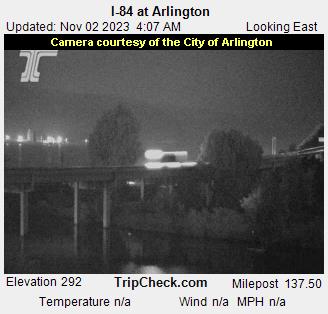 I-84 at Arlington
Updated: Nov 02 2023 4:07 AM Looking East
Camera courtesy of the City of Arlington
Elevation 292 TripCheck.com Milepost 137.50
Temperature n/a Wind n/a MPH n/a